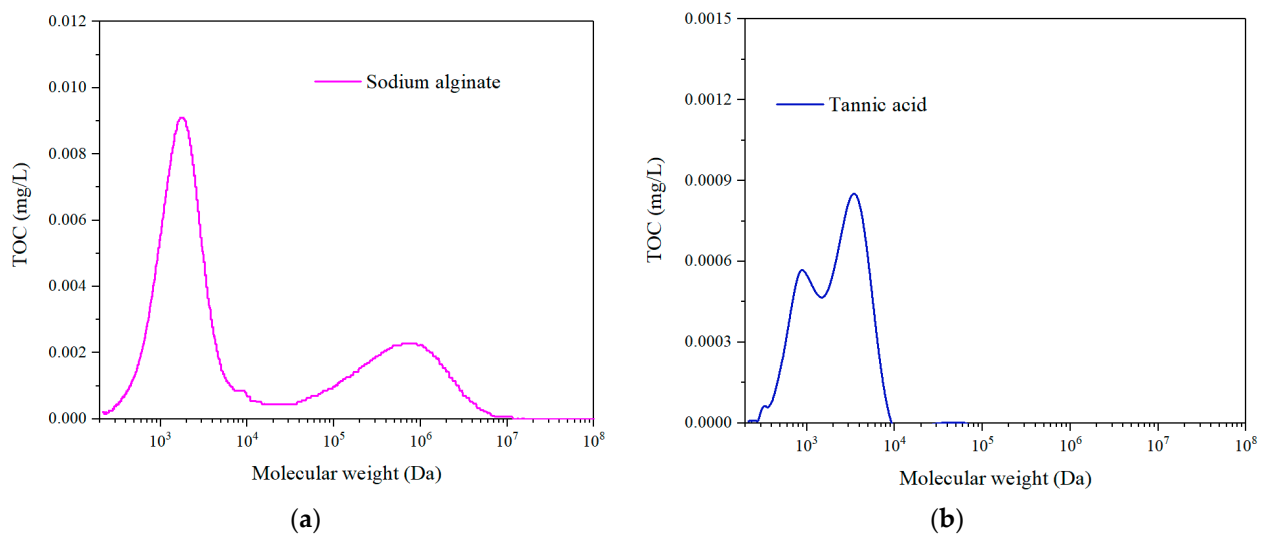 0.012
0.010
0.008
0.006
0.004
0.002
0.000
TOC (mg/L)
Sodium alginate
10³ 10⁴ 10⁵ 10⁶ 10⁷ 10⁸
Molecular weight (Da)
(a)
0.0015
0.0012
0.0009
0.0006
0.0003
0.0000
TOC (mg/L)
Tannic acid
10³ 10⁴ 10⁵ 10⁶ 10⁷ 10⁸
Molecular weight (Da)
(b)